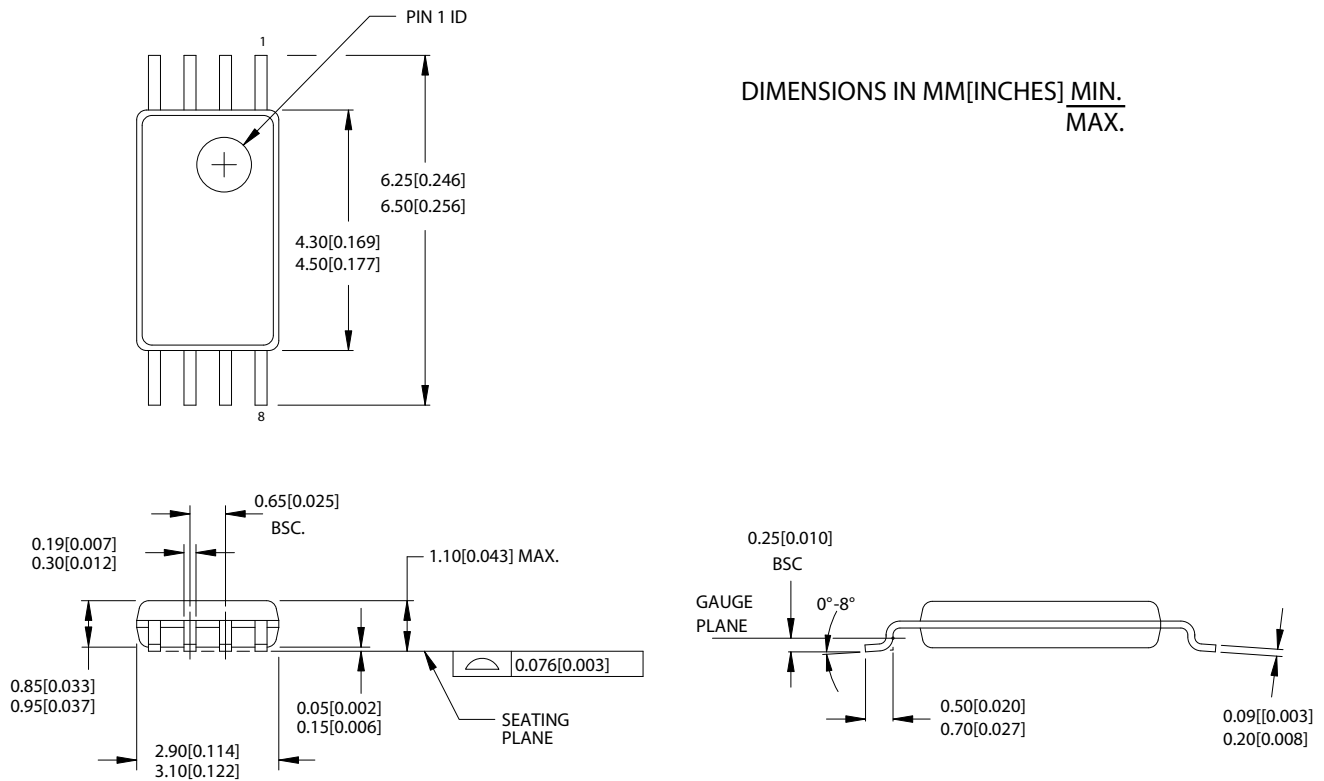 PIN 1 ID
1
DIMENSIONS IN MM[INCHES] MIN.
MAX.
6.25[0.246]
6.50[0.256]
4.30[0.169]
4.50[0.177]
8
0.65[0.025]
BSC.
0.19[0.007]
0.30[0.012]
1.10[0.043] MAX.
0.25[0.010]
BSC
GAUGE
PLANE
0°-8°
0.076[0.003]
0.85[0.033]
0.95[0.037]
0.05[0.002]
0.15[0.006]
SEATING
PLANE
2.90[0.114]
3.10[0.122]
0.50[0.020]
0.70[0.027]
0.09[[0.003]
0.20[0.008]